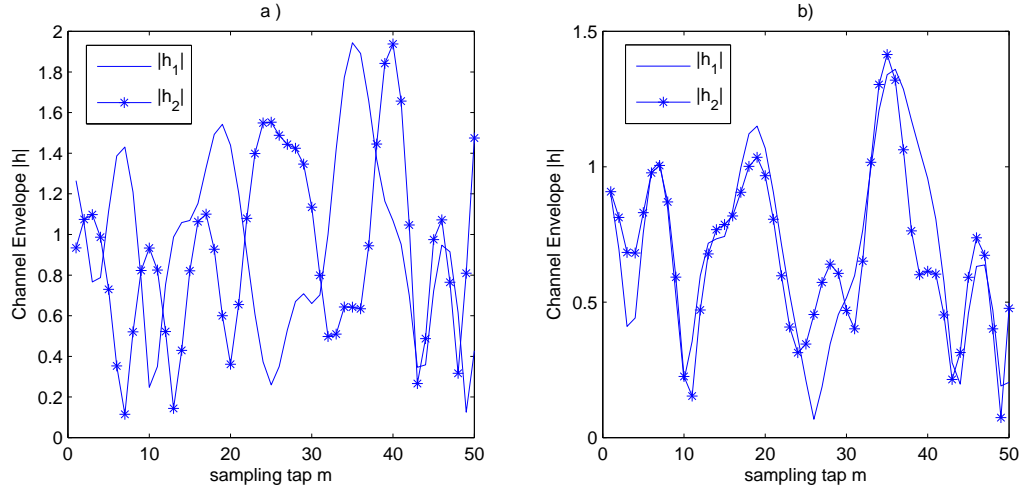 a )
Channel Envelope |h|
2
1.8
1.6
1.4
1.2
1
0.8
0.6
0.4
0.2
0
|h1|
|h2|
0 10 20 30 40 50
sampling tap m
b)
Channel Envelope |h|
1.5
1
0.5
0
|h1|
|h2|
0 10 20 30 40 50
sampling tap m